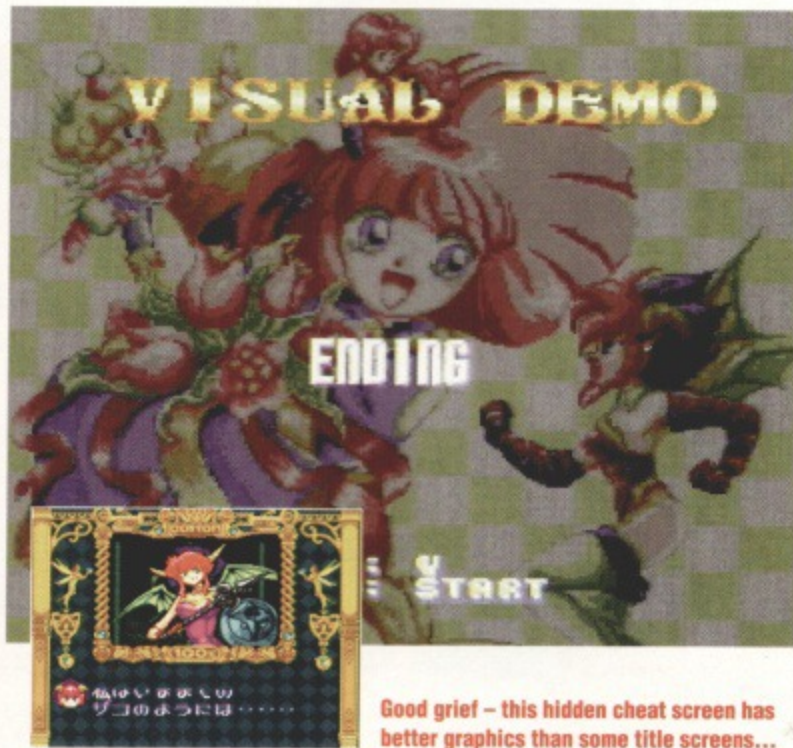 VISUAL DEMO
ENDING
: V
: START
私はいままでの
ザコのようには……
Good grief – this hidden cheat screen has
better graphics than some title screens...